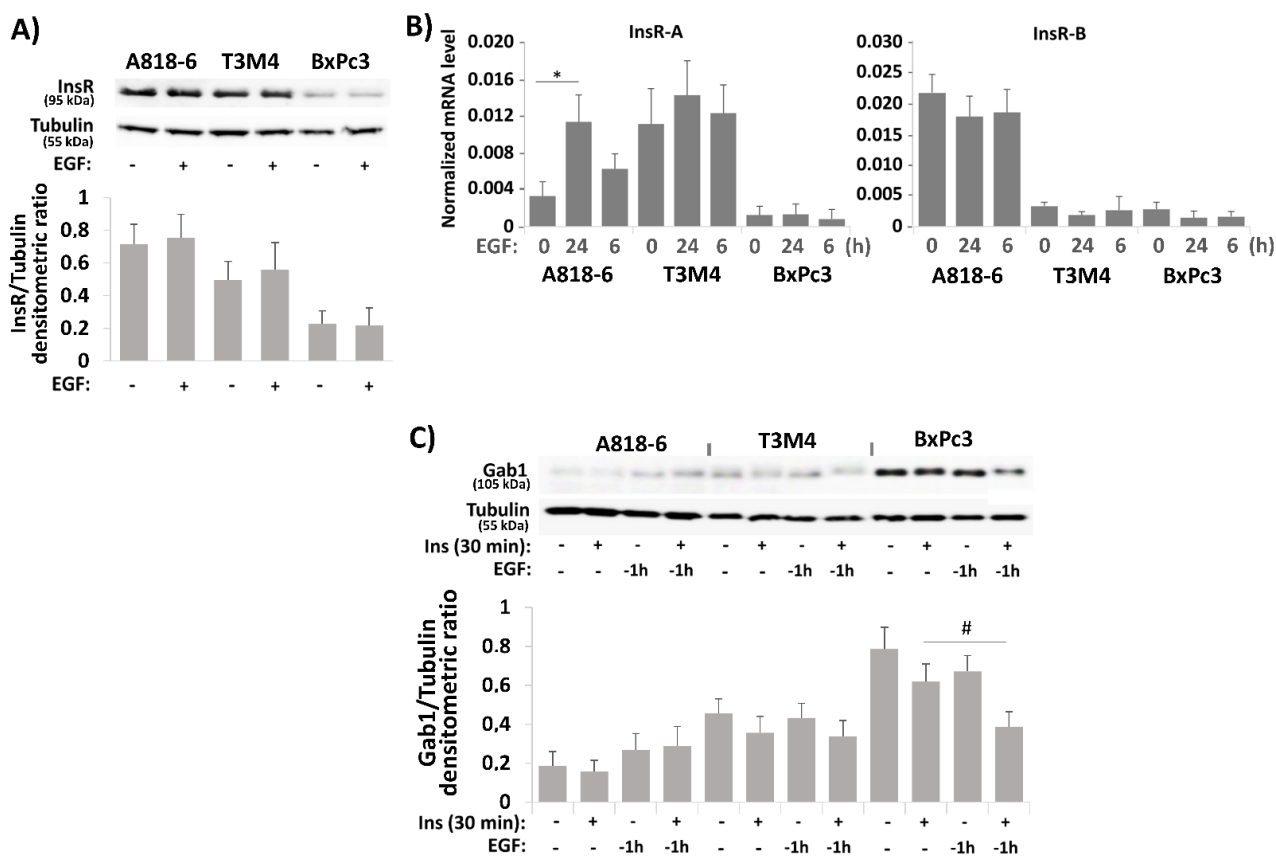 A)
A818-6 T3M4 BxPc3
InsR
(95 kDa)
Tubulin
(55 kDa)
EGF: - + - + - +
InsR/Tubulin
densitometric ratio
1
0.8
0.6
0.4
0.2
0
EGF: - + - + - +
B)
InsR-A
Normalized mRNA level
0.020
0.016
0.012
0.008
0.004
0
*
EGF: 0 24 6 0 24 6 0 24 6 (h)
A818-6 T3M4 BxPc3
InsR-B
0.030
0.025
0.020
0.015
0.010
0.005
0.000
0 24 6 0 24 6 0 24 6 (h)
A818-6 T3M4 BxPc3
C)
A818-6 T3M4 BxPc3
Gab1
(105 kDa)
Tubulin
(55 kDa)
Ins (30 min): - + - + - + - + - + - +
EGF: - - -1h -1h - - -1h -1h - - -1h -1h
Gab1/Tubulin
densitometric ratio
1
0.8
0.6
0.4
0.2
0
#
Ins (30 min): - + - + - + - + - + - +
EGF: - - -1h -1h - - -1h -1h - - -1h -1h